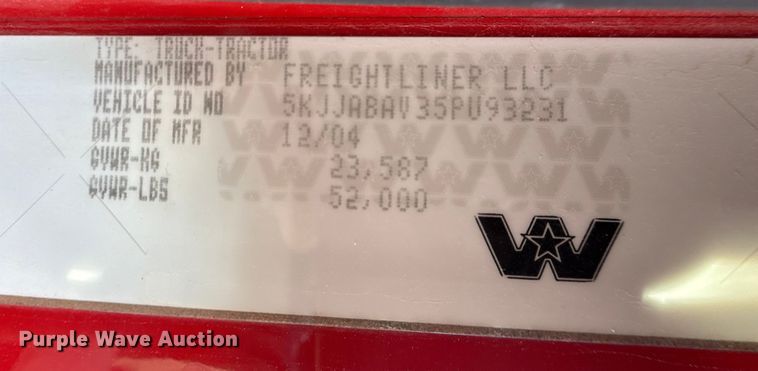 TYPE: TRUCK-TRACTOR
MANUFACTURED BY FREIGHTLINER LLC
VEHICLE ID NO 5KJJABAV35PU93231
DATE OF MFR 12/04
GVWR-KG 23,587
GVWR-LBS 52,000
W
Purple Wave Auction